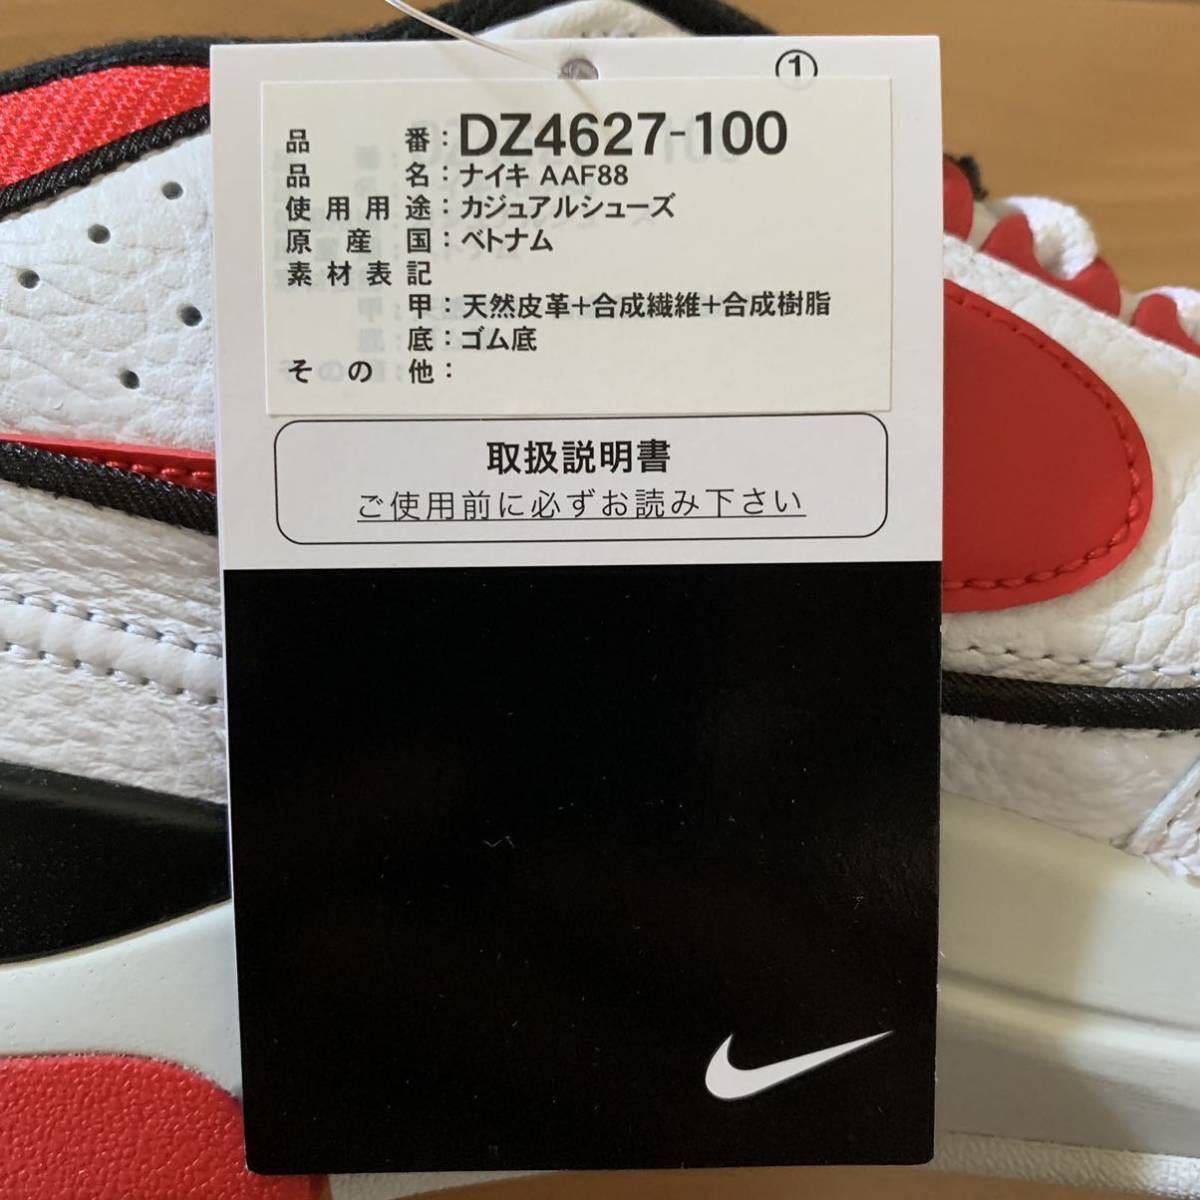 ①
品番：DZ4627-100
品名：ナイキ AAF88
使用用途：カジュアルシューズ
原産国：ベトナム
素材表記
甲：天然皮革+合成繊維+合成樹脂
底：ゴム底
その他：
取扱説明書
ご使用前に必ずお読み下さい